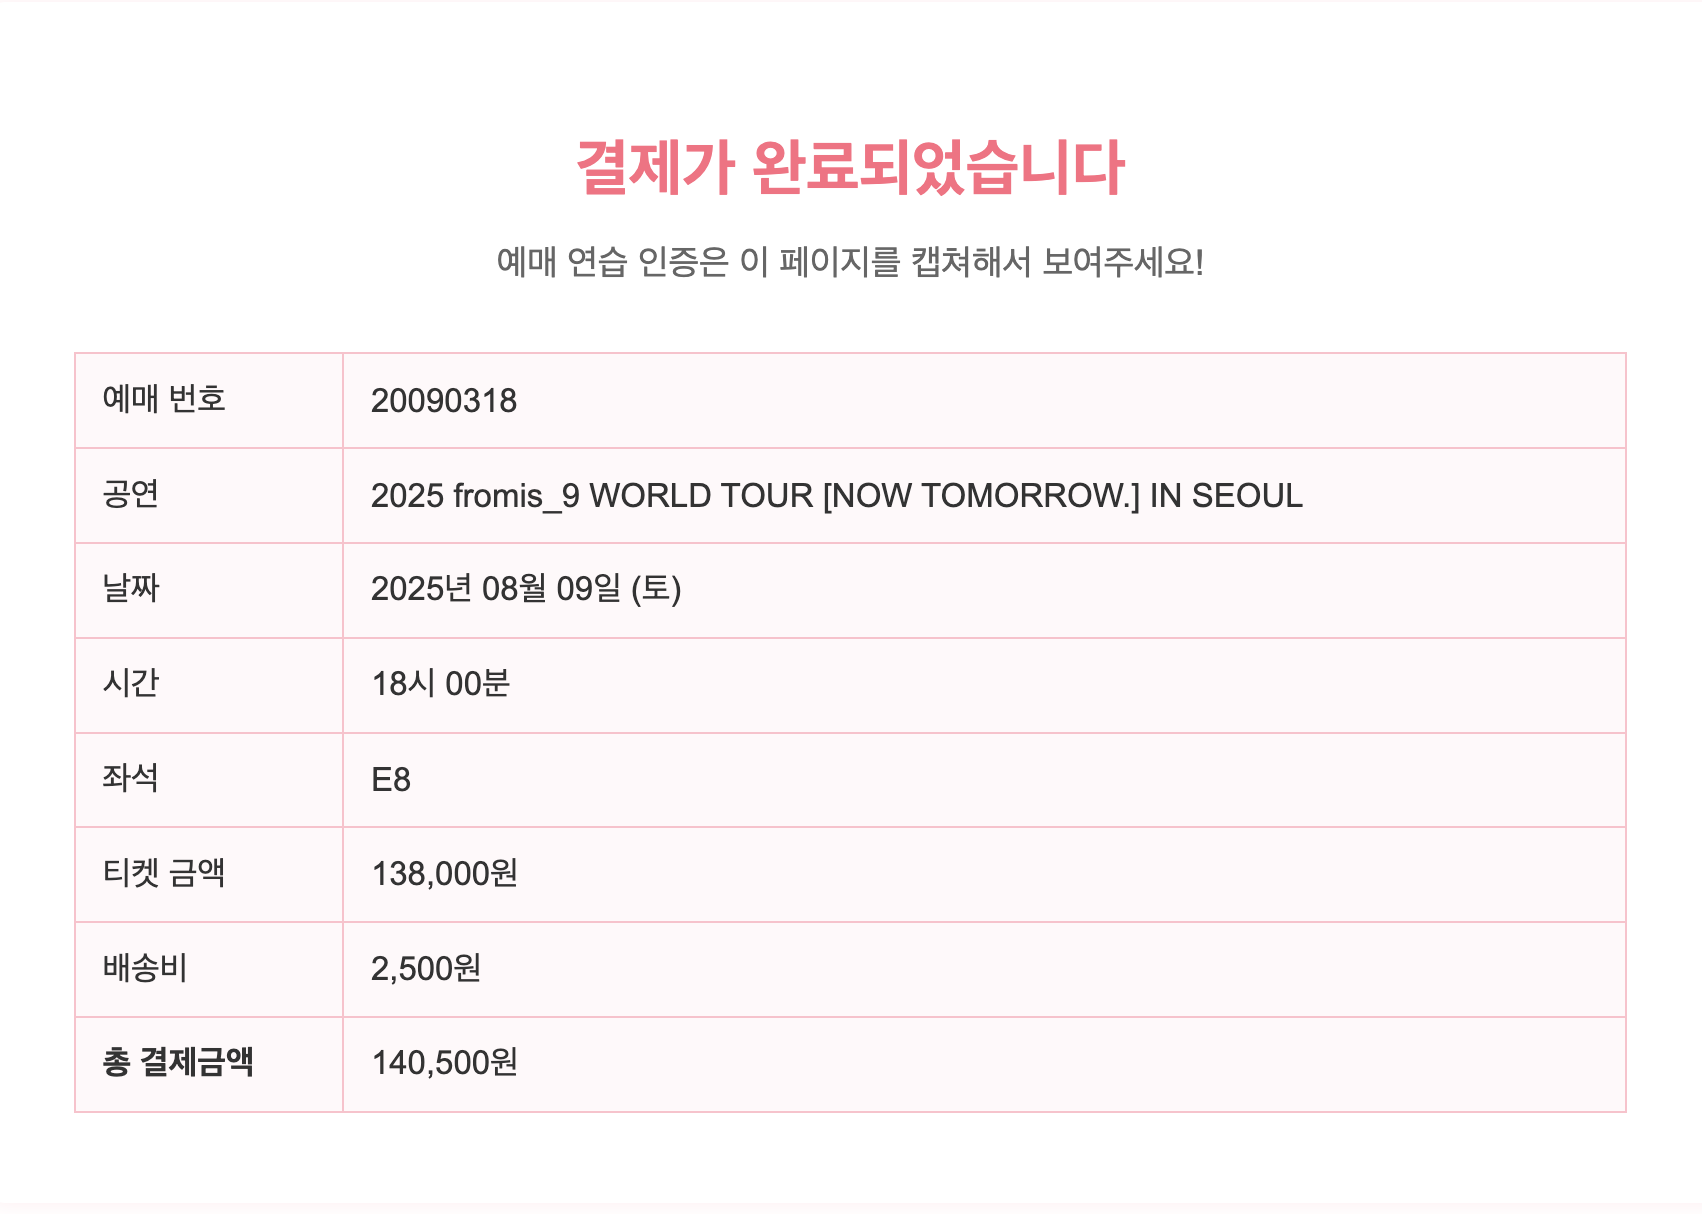 결제가 완료되었습니다
예매 연습 인증은 이 페이지를 캡쳐해서 보여주세요!
예매 번호 20090318
공연 2025 fromis_9 WORLD TOUR [NOW TOMORROW.] IN SEOUL
날짜 2025년 08월 09일 (토)
시간 18시 00분
좌석 E8
티켓 금액 138,000원
배송비 2,500원
총 결제금액 140,500원